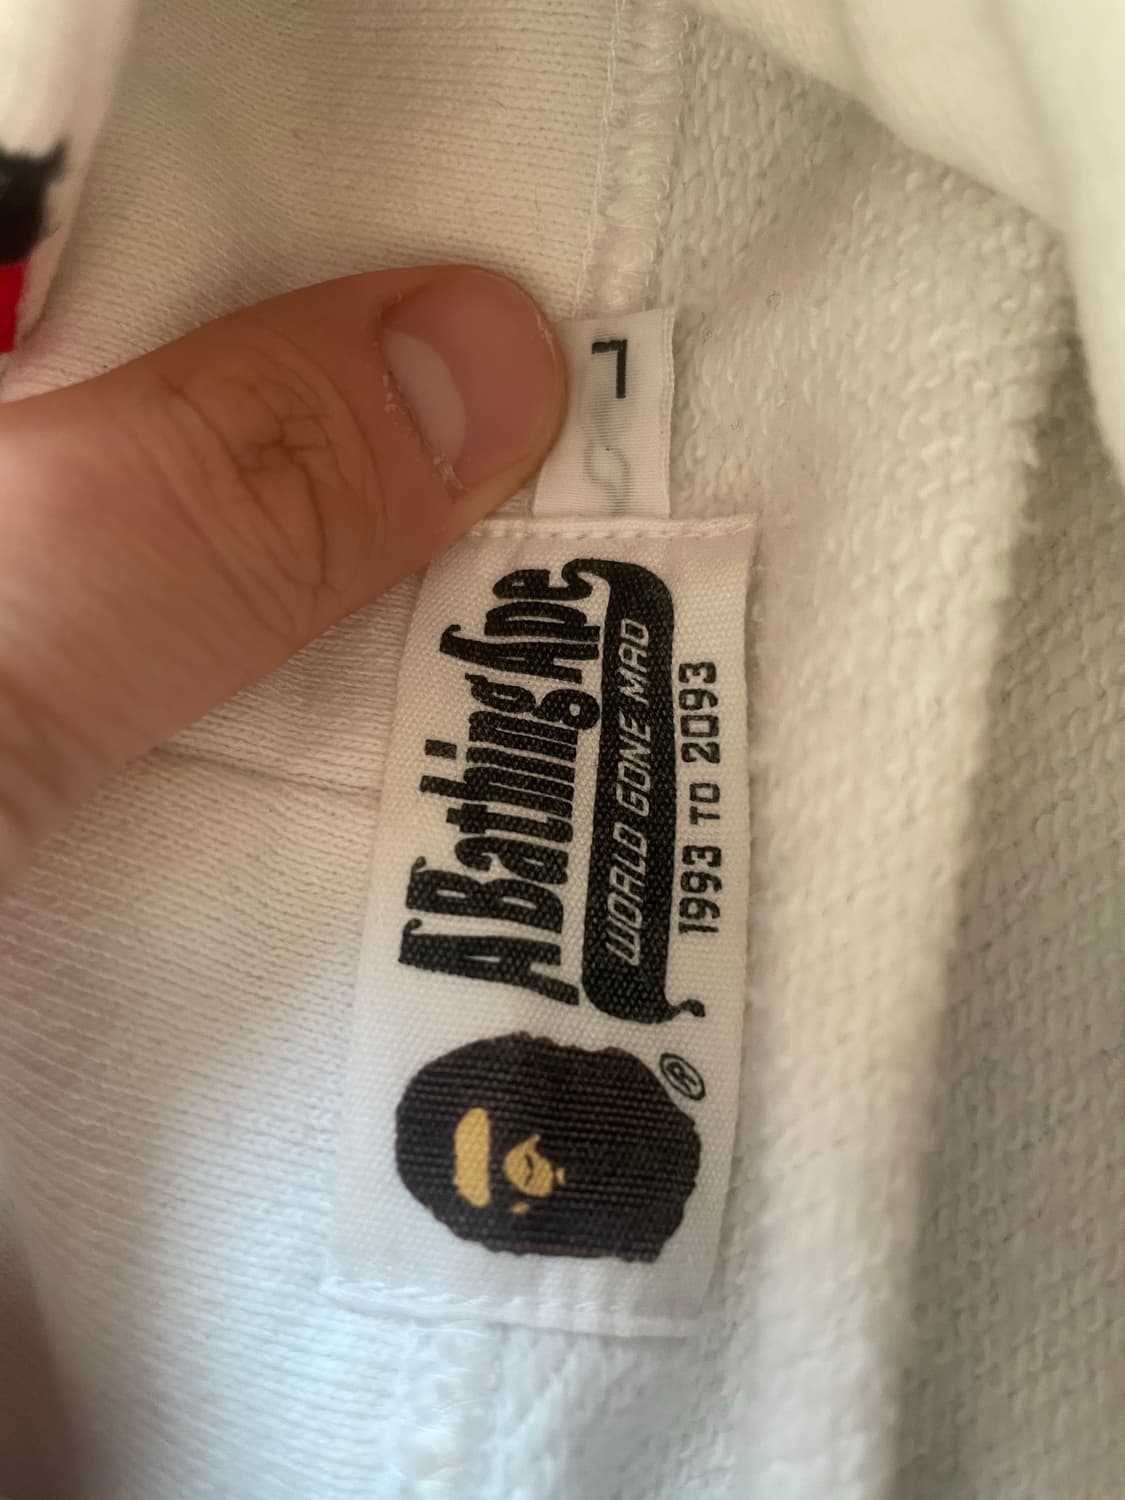 L
A Bathing Ape
WORLD GONE MAD
1993 TO 2093
®